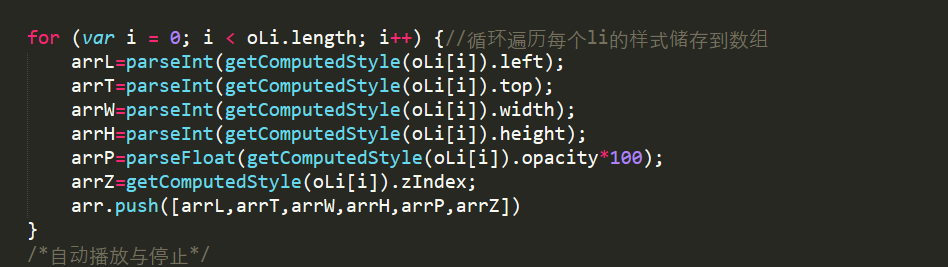 for (var i = 0; i < oLi.length; i++) {//循环遍历每个li的样式储存到数组
    arrL=parseInt(getComputedStyle(oLi[i]).left);
    arrT=parseInt(getComputedStyle(oLi[i]).top);
    arrW=parseInt(getComputedStyle(oLi[i]).width);
    arrH=parseInt(getComputedStyle(oLi[i]).height);
    arrP=parseFloat(getComputedStyle(oLi[i]).opacity*100);
    arrZ=getComputedStyle(oLi[i]).zIndex;
    arr.push([arrL,arrT,arrW,arrH,arrP,arrZ])
}
/*自动播放与停止*/